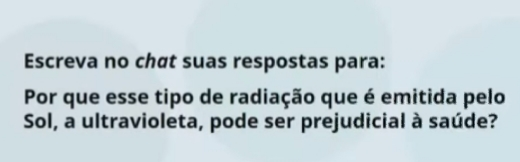 Escreva no chat suas respostas para:
Por que esse tipo de radiação que é emitida pelo
Sol, a ultravioleta, pode ser prejudicial à saúde?